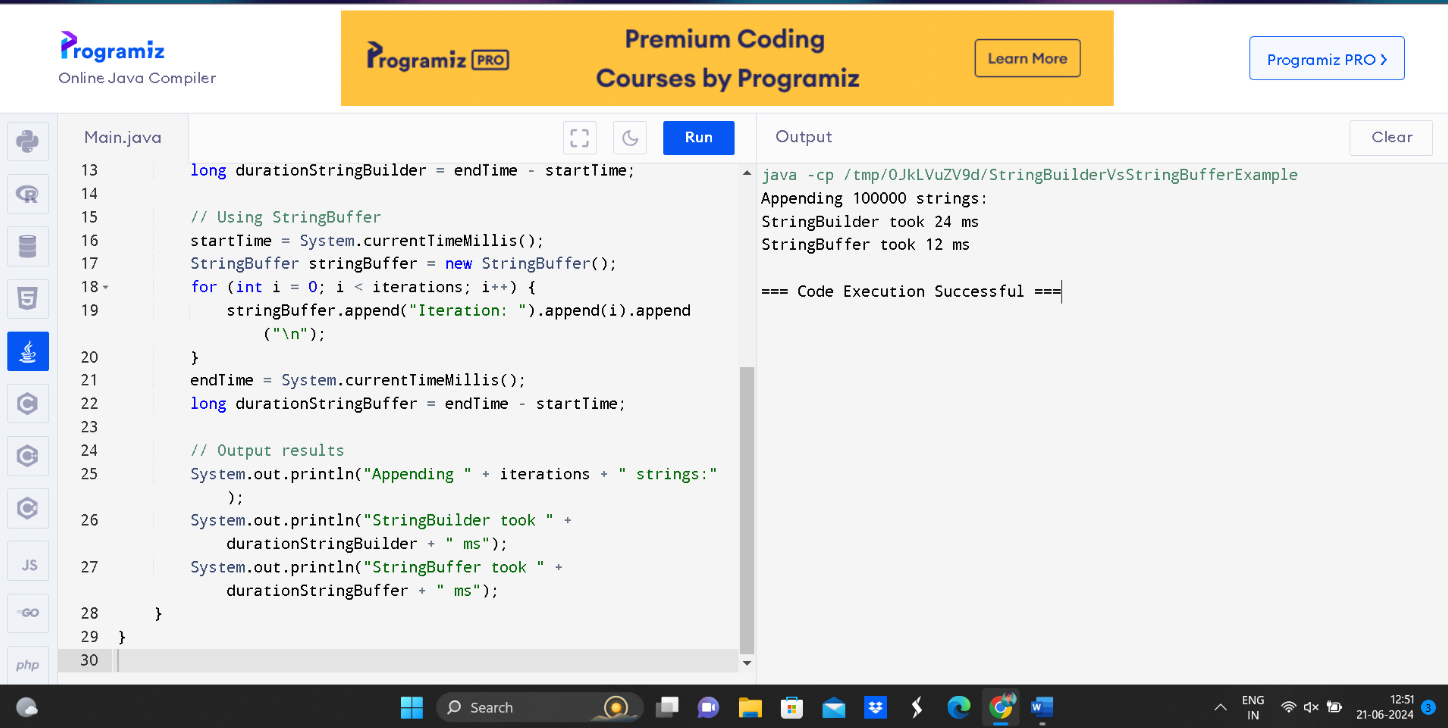 Programiz
Online Java Compiler
Programiz PRO
Premium Coding
Courses by Programiz
Learn More
Programiz PRO >
Main.java
Run
Output
Clear
13 long durationStringBuilder = endTime - startTime;
14
15 // Using StringBuffer
16 startTime = System.currentTimeMillis();
17 StringBuffer stringBuffer = new StringBuffer();
18 for (int i = 0; i < iterations; i++) {
19 stringBuffer.append("Iteration: ").append(i).append
("\n");
20 }
21 endTime = System.currentTimeMillis();
22 long durationStringBuffer = endTime - startTime;
23
24 // Output results
25 System.out.println("Appending " + iterations + " strings:"
);
26 System.out.println("StringBuilder took " +
durationStringBuilder + " ms");
27 System.out.println("StringBuffer took " +
durationStringBuffer + " ms");
28 }
29 }
30
java -cp /tmp/OJkLVuZV9d/StringBuilderVsStringBufferExample
Appending 100000 strings:
StringBuilder took 24 ms
StringBuffer took 12 ms
=== Code Execution Successful ===
R
JS
GO
php
Search
ENG
IN
12:51
21-06-2024
3